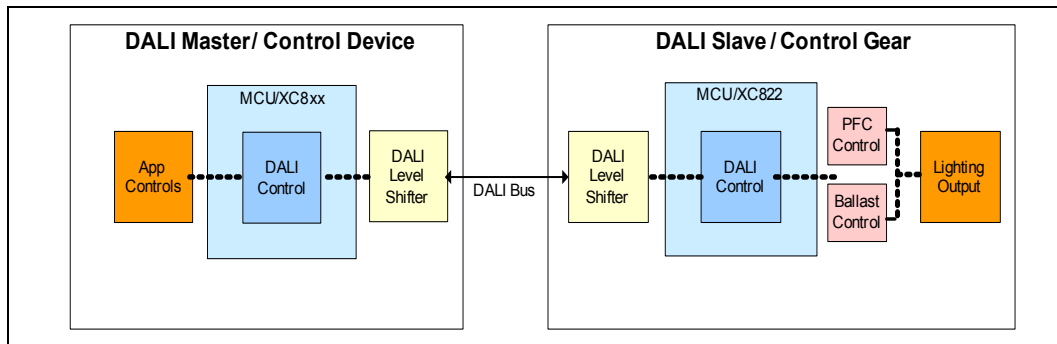 DALI Master/ Control Device
MCU/XC8xx
App
Controls
DALI
Control
DALI
Level
Shifter
DALI Bus
DALI Slave / Control Gear
DALI
Level
Shifter
MCU/XC822
DALI
Control
PFC
Control
Ballast
Control
Lighting
Output